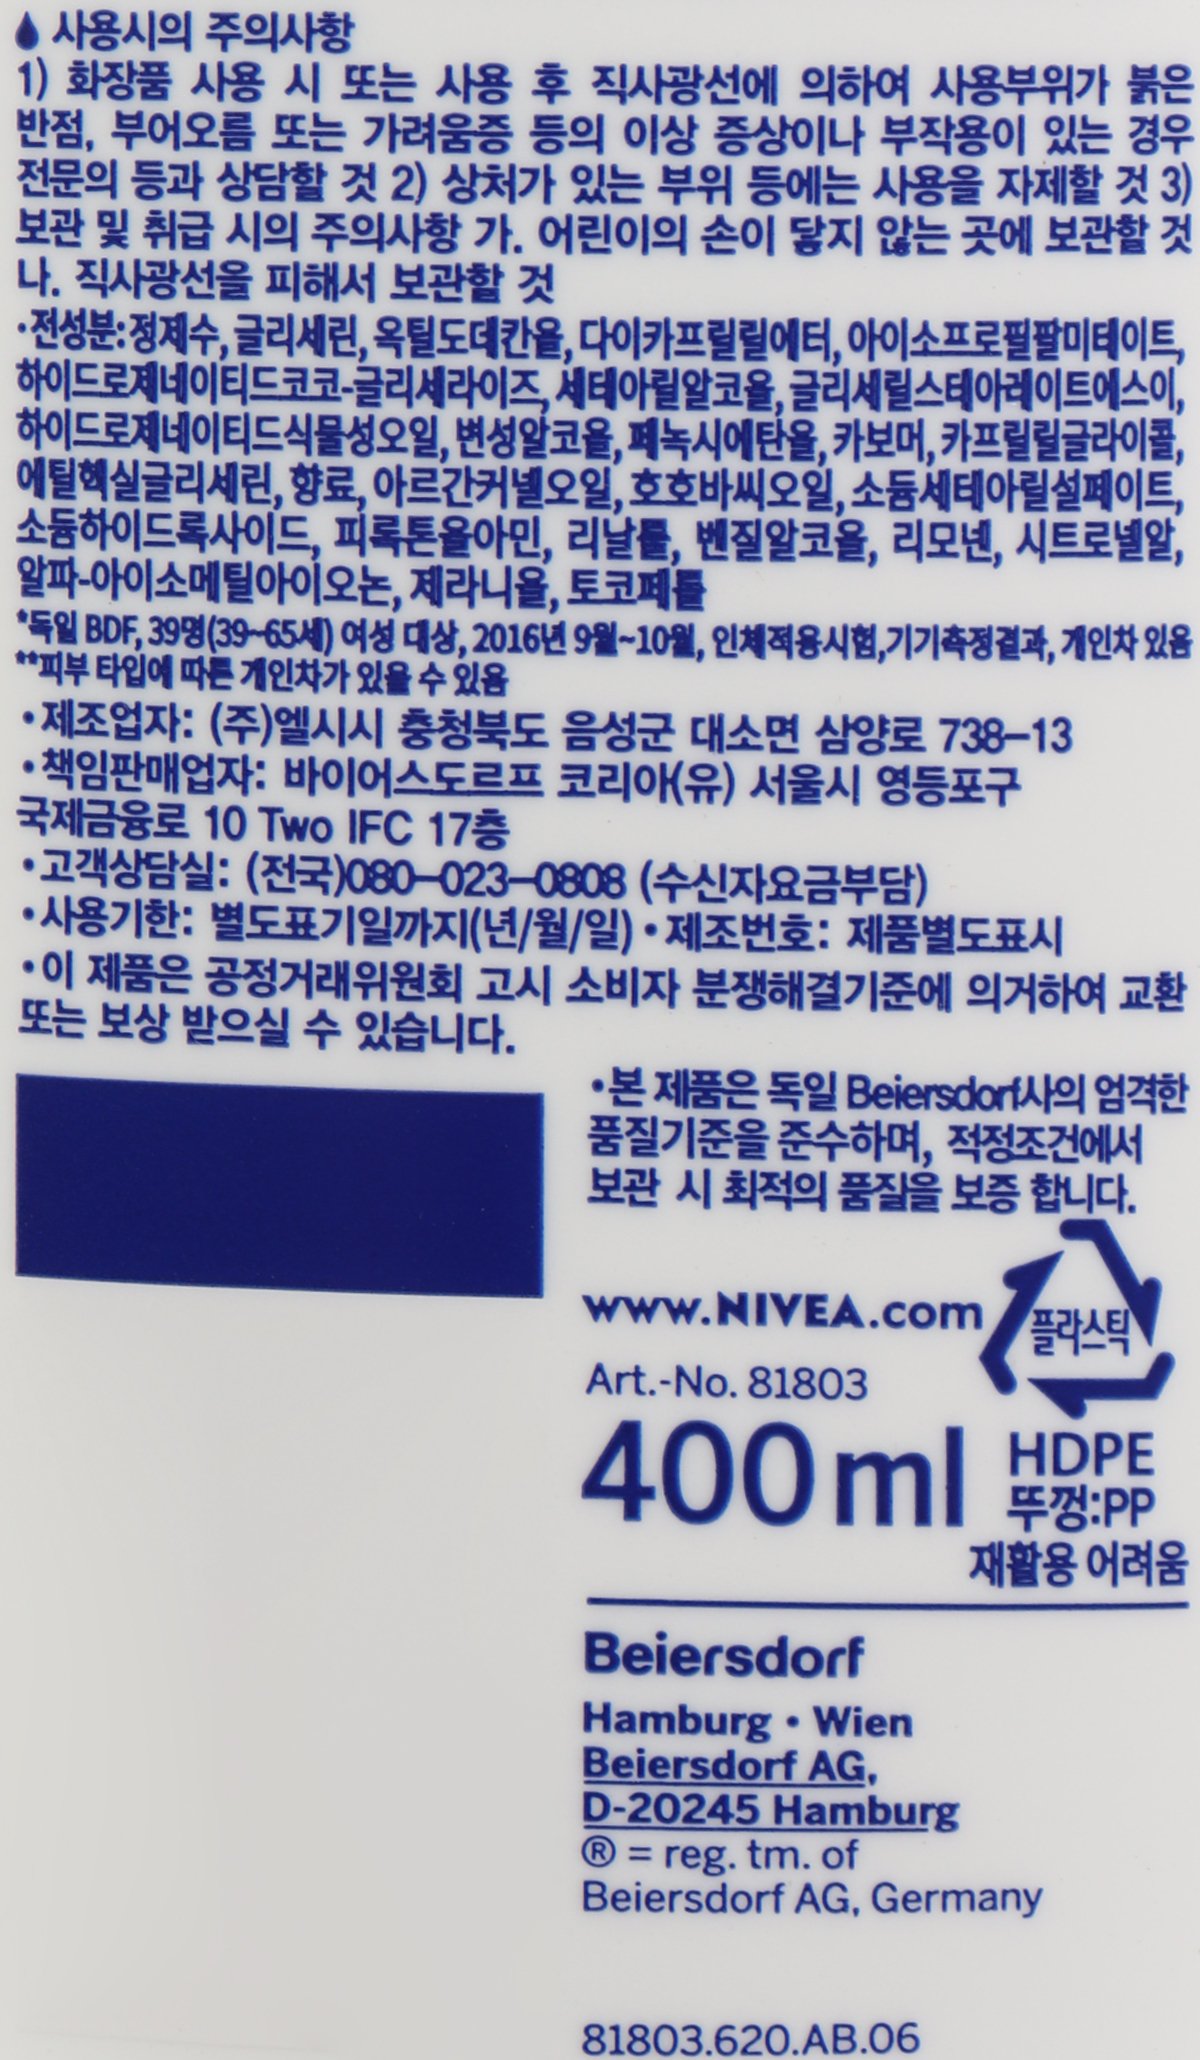 사용시의 주의사항
1) 화장품 사용 시 또는 사용 후 직사광선에 의하여 사용부위가 붉은
반점, 부어오름 또는 가려움증 등의 이상 증상이나 부작용이 있는 경우
전문의 등과 상담할 것 2) 상처가 있는 부위 등에는 사용을 자제할 것 3)
보관 및 취급 시의 주의사항 가. 어린이의 손이 닿지 않는 곳에 보관할 것
나. 직사광선을 피해서 보관할 것
•전성분:정제수, 글리세린, 옥틸도데칸올, 다이카프릴릴에터, 아이소프로필팔미테이트,
하이드로제네이티드코코-글리세라이즈, 세테아릴알코올, 글리세릴스테아레이트에스이,
하이드로제네이티드식물성오일, 변성알코올, 페녹시에탄올, 카보머, 카프릴릴글라이콜,
에틸헥실글리세린, 향료, 아르간커넬오일, 호호바씨오일, 소듐세테아릴설페이트,
소듐하이드록사이드, 피록톤올아민, 리날룰, 벤질알코올, 리모넨, 시트로넬알,
알파-아이소메틸아이오논, 제라니올, 토코페롤
*독일 BDF, 39명(39~65세) 여성 대상, 2016년 9월~10월, 인체적용시험,기기측정결과, 개인차 있음
**피부 타입에 따른 개인차가 있을 수 있음
•제조업자: (주)엘시시 충청북도 음성군 대소면 삼양로 738-13
•책임판매업자: 바이어스도르프 코리아(유) 서울시 영등포구
국제금융로 10 Two IFC 17층
•고객상담실: (전국)080-023-0808 (수신자요금부담)
•사용기한: 별도표기일까지(년/월/일) •제조번호: 제품별도표시
•이 제품은 공정거래위원회 고시 소비자 분쟁해결기준에 의거하여 교환
또는 보상 받으실 수 있습니다.
•본 제품은 독일 Beiersdorf사의 엄격한
품질기준을 준수하며, 적정조건에서
보관 시 최적의 품질을 보증 합니다.
www.NIVEA.com
플라스틱
Art.-No. 81803
400 ml
HDPE
뚜껑:PP
재활용 어려움
Beiersdorf
Hamburg • Wien
Beiersdorf AG,
D-20245 Hamburg
® = reg. tm. of
Beiersdorf AG, Germany
81803.620.AB.06